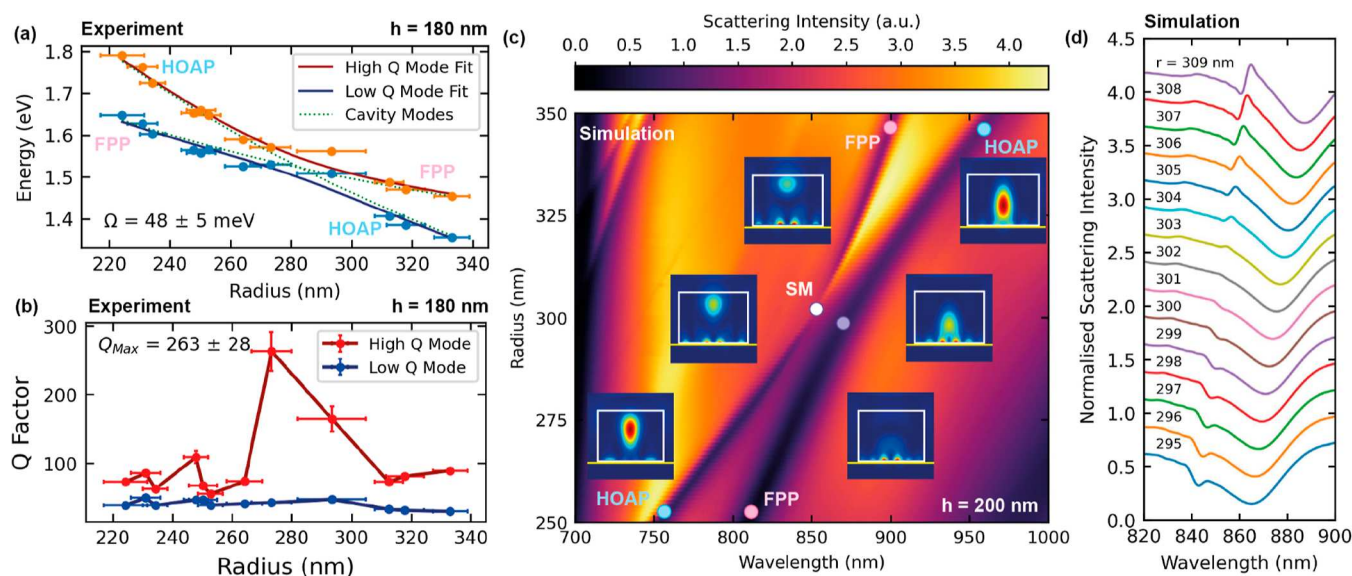 (a)
Experiment
h = 180 nm
1.8
1.7
1.6
1.5
1.4
Energy (eV)
HOAP
FPP
High Q Mode Fit
Low Q Mode Fit
Cavity Modes
FPP
HOAP
Ω = 48 ± 5 meV
220
240
260
280
300
320
340
Radius (nm)
(b)
Experiment
h = 180 nm
300
200
100
Q Factor
Q_Max = 263 ± 28
High Q Mode
Low Q Mode
220
240
260
280
300
320
340
Radius (nm)
(c)
Scattering Intensity (a.u.)
0.0
0.5
1.0
1.5
2.0
2.5
3.0
3.5
4.0
Simulation
FPP
HOAP
SM
HOAP
FPP
h = 200 nm
350
325
300
275
250
Radius (nm)
700
750
800
850
900
950
1000
Wavelength (nm)
(d)
Simulation
4.5
4.0
3.5
3.0
2.5
2.0
1.5
1.0
0.5
0.0
Normalised Scattering Intensity
r = 309 nm
308
307
306
305
304
303
302
301
300
299
298
297
296
295
820
840
860
880
900
Wavelength (nm)